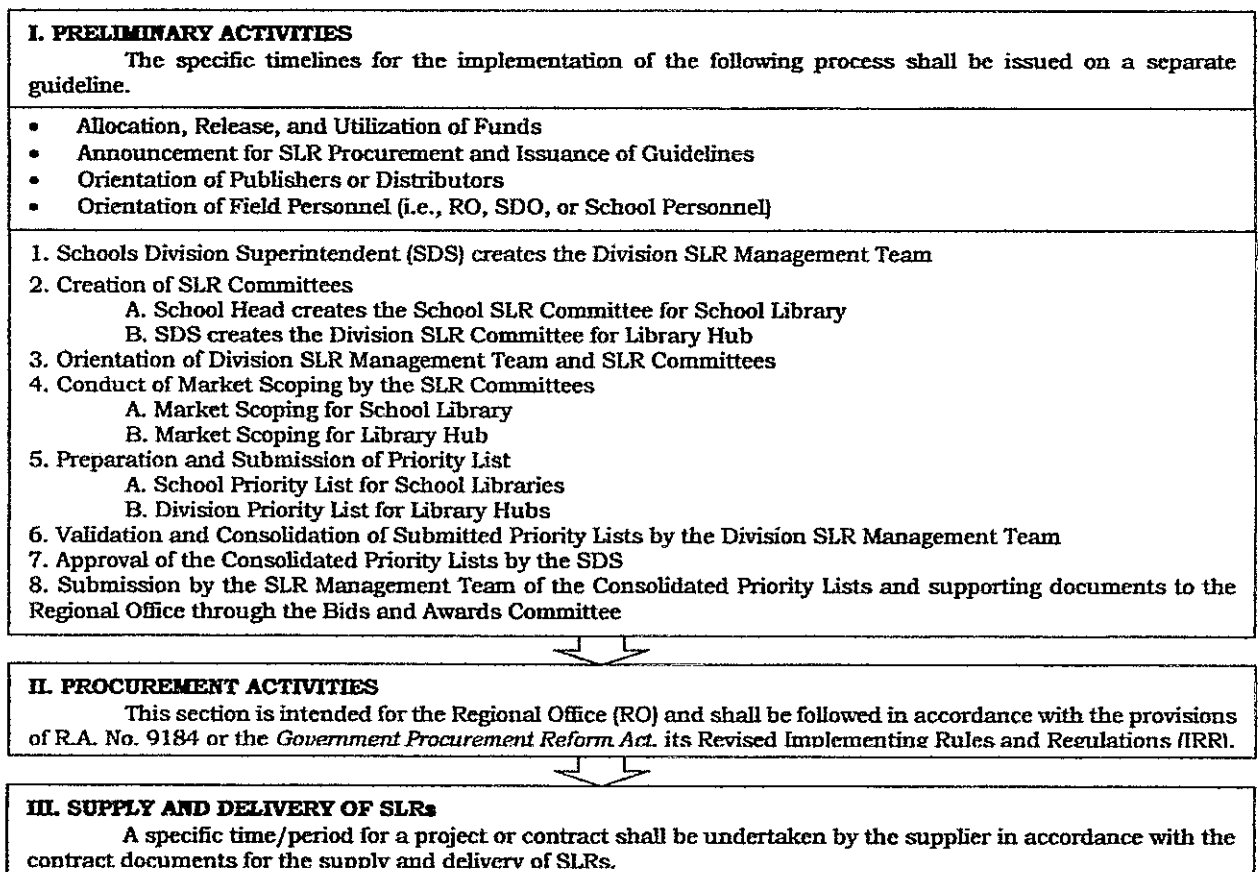 I. PRELIMINARY ACTIVITIES
The specific timelines for the implementation of the following process shall be issued on a separate
guideline.
• Allocation, Release, and Utilization of Funds
• Announcement for SLR Procurement and Issuance of Guidelines
• Orientation of Publishers or Distributors
• Orientation of Field Personnel (i.e., RO, SDO, or School Personnel)
1. Schools Division Superintendent (SDS) creates the Division SLR Management Team
2. Creation of SLR Committees
A. School Head creates the School SLR Committee for School Library
B. SDS creates the Division SLR Committee for Library Hub
3. Orientation of Division SLR Management Team and SLR Committees
4. Conduct of Market Scoping by the SLR Committees
A. Market Scoping for School Library
B. Market Scoping for Library Hub
5. Preparation and Submission of Priority List
A. School Priority List for School Libraries
B. Division Priority List for Library Hubs
6. Validation and Consolidation of Submitted Priority Lists by the Division SLR Management Team
7. Approval of the Consolidated Priority Lists by the SDS
8. Submission by the SLR Management Team of the Consolidated Priority Lists and supporting documents to the
Regional Office through the Bids and Awards Committee
II. PROCUREMENT ACTIVITIES
This section is intended for the Regional Office (RO) and shall be followed in accordance with the provisions
of R.A. No. 9184 or the Government Procurement Reform Act. its Revised Implementing Rules and Regulations (IRR).
III. SUPPLY AND DELIVERY OF SLRs
A specific time/period for a project or contract shall be undertaken by the supplier in accordance with the
contract documents for the supply and delivery of SLRs.